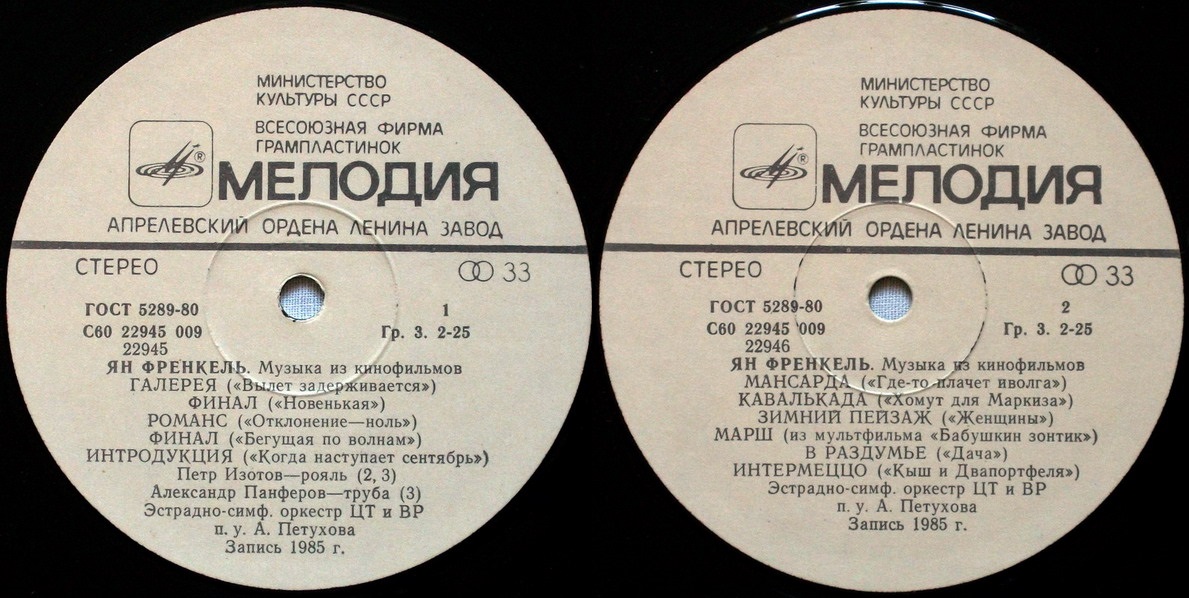 МИНИСТЕРСТВО
КУЛЬТУРЫ СССР
ВСЕСОЮЗНАЯ ФИРМА
ГРАМПЛАСТИНОК
®
МЕЛОДИЯ
АПРЕЛЕВСКИЙ ОРДЕНА ЛЕНИНА ЗАВОД
СТЕРЕО 33
ГОСТ 5289-80 1
С60 22945 009 Гр. 3. 2-25
22945
ЯН ФРЕНКЕЛЬ. Музыка из кинофильмов
ГАЛЕРЕЯ («Вылет задерживается»)
ФИНАЛ («Новенькая»)
РОМАНС («Отклонение—ноль»)
ФИНАЛ («Бегущая по волнам»)
ИНТРОДУКЦИЯ («Когда наступает сентябрь»)
Петр Изотов—рояль (2, 3)
Александр Панферов—труба (3)
Эстрадно-симф. оркестр ЦТ и ВР
п. у. А. Петухова
Запись 1985 г.
МИНИСТЕРСТВО
КУЛЬТУРЫ СССР
ВСЕСОЮЗНАЯ ФИРМА
ГРАМПЛАСТИНОК
®
МЕЛОДИЯ
АПРЕЛЕВСКИЙ ОРДЕНА ЛЕНИНА ЗАВОД
СТЕРЕО 33
ГОСТ 5289-80 2
С60 22945 009 Гр. 3. 2-25
22946
ЯН ФРЕНКЕЛЬ. Музыка из кинофильмов
МАНСАРДА («Где-то плачет иволга»)
КАВАЛЬКАДА («Хомут для Маркиза»)
ЗИМНИЙ ПЕЙЗАЖ («Женщины»)
МАРШ (из мультфильма «Бабушкин зонтик»)
В РАЗДУМЬЕ («Дача»)
ИНТЕРМЕЦЦО («Кыш и Двапортфеля»)
Эстрадно-симф. оркестр ЦТ и ВР
п. у. А. Петухова
Запись 1985 г.